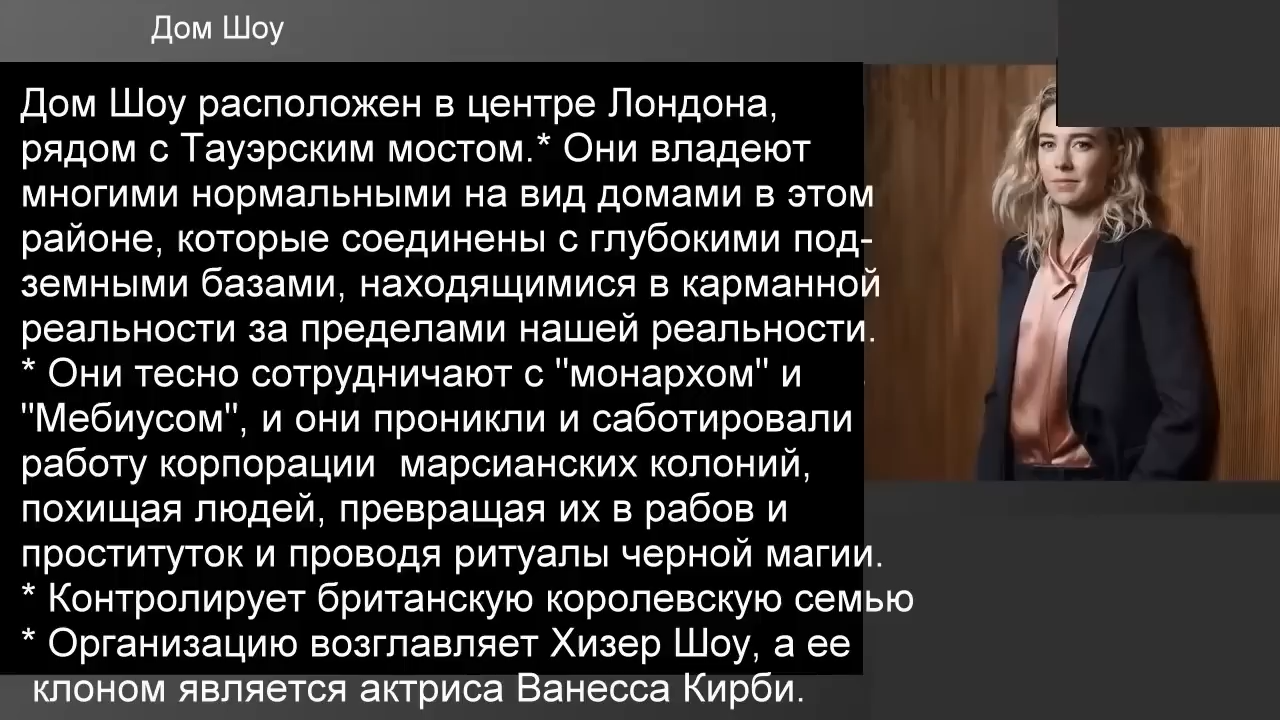 Дом Шоу
Дом Шоу расположен в центре Лондона,
рядом с Тауэрским мостом.* Они владеют
многими нормальными на вид домами в этом
районе, которые соединены с глубокими под-
земными базами, находящимися в карманной
реальности за пределами нашей реальности.
* Они тесно сотрудничают с "монархом" и
"Мебиусом", и они проникли и саботировали
работу корпорации  марсианских колоний,
похищая людей, превращая их в рабов и
проституток и проводя ритуалы черной магии.
* Контролирует британскую королевскую семью
* Организацию возглавляет Хизер Шоу, а ее
клоном является актриса Ванесса Кирби.